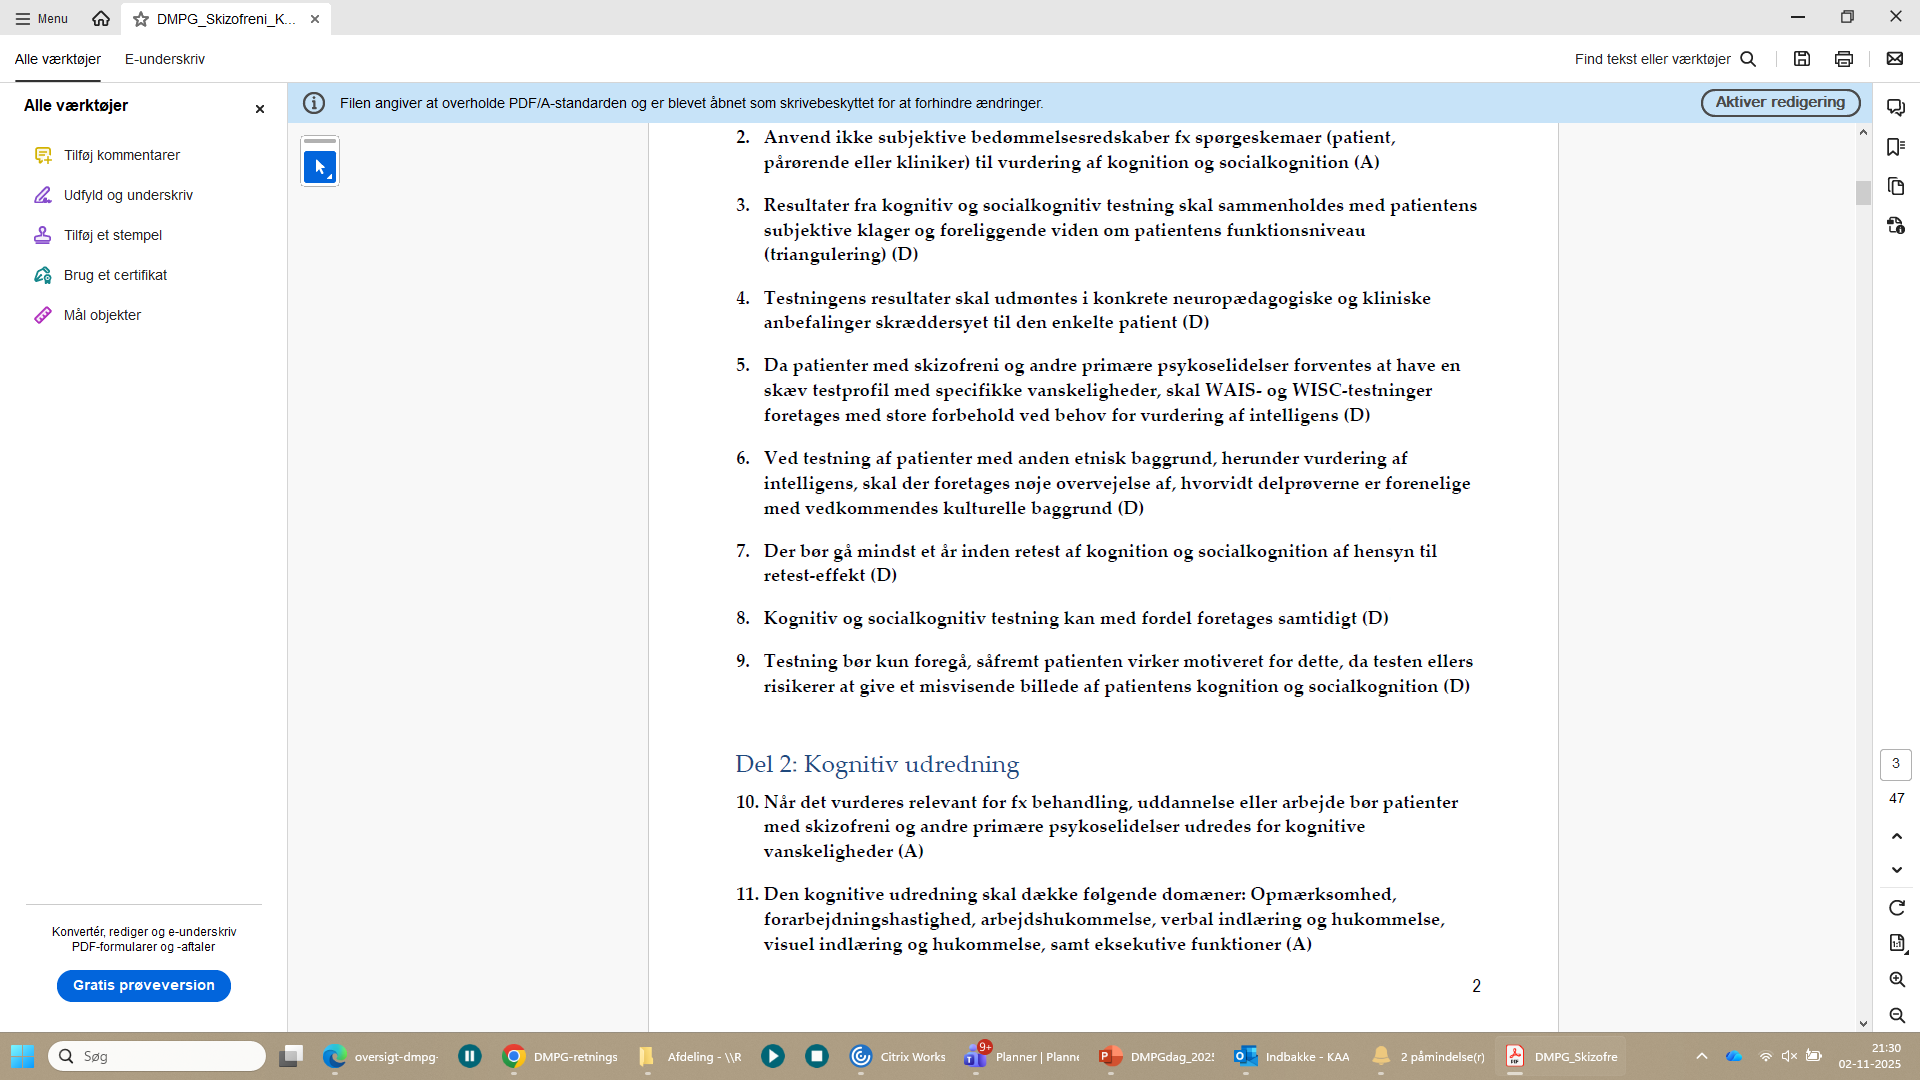 Menu
DMPG_Skizofreni_K...
Alle værktøjer
E-underskriv
Find tekst eller værktøjer
Alle værktøjer
Tilføj kommentarer
Udfyld og underskriv
Tilføj et stempel
Brug et certifikat
Mål objekter
Konvertér, rediger og e-underskriv
PDF-formularer og -aftaler
Gratis prøveversion
Filen angiver at overholde PDF/A-standarden og er blevet åbnet som skrivebeskyttet for at forhindre ændringer.
Aktiver redigering
2. Anvend ikke subjektive bedømmelsesredskaber fx spørgeskemaer (patient,
pårørende eller kliniker) til vurdering af kognition og socialkognition (A)
3. Resultater fra kognitiv og socialkognitiv testning skal sammenholdes med patientens
subjektive klager og foreliggende viden om patientens funktionsniveau
(triangulering) (D)
4. Testningens resultater skal udmøntes i konkrete neuropædagogiske og kliniske
anbefalinger skræddersyet til den enkelte patient (D)
5. Da patienter med skizofreni og andre primære psykoselidelser forventes at have en
skæv testprofil med specifikke vanskeligheder, skal WAIS- og WISC-testninger
foretages med store forbehold ved behov for vurdering af intelligens (D)
6. Ved testning af patienter med anden etnisk baggrund, herunder vurdering af
intelligens, skal der foretages nøje overvejelse af, hvorvidt delprøverne er forenelige
med vedkommendes kulturelle baggrund (D)
7. Der bør gå mindst et år inden retest af kognition og socialkognition af hensyn til
retest-effekt (D)
8. Kognitiv og socialkognitiv testning kan med fordel foretages samtidigt (D)
9. Testning bør kun foregå, såfremt patienten virker motiveret for dette, da testen ellers
risikerer at give et misvisende billede af patientens kognition og socialkognition (D)
Del 2: Kognitiv udredning
10. Når det vurderes relevant for fx behandling, uddannelse eller arbejde bør patienter
med skizofreni og andre primære psykoselidelser udredes for kognitive
vanskeligheder (A)
11. Den kognitive udredning skal dække følgende domæner: Opmærksomhed,
forarbejdningshastighed, arbejdshukommelse, verbal indlæring og hukommelse,
visuel indlæring og hukommelse, samt eksekutive funktioner (A)
2
3
47
Søg
oversigt-dmpg-
DMPG-retnings
Afdeling - \\R
Citrix Works
9+
Planner | Planne
DMPGdag_2025
Indbakke - KAA
2 påmindelse(r)
DMPG_Skizofre
21:30
02-11-2025